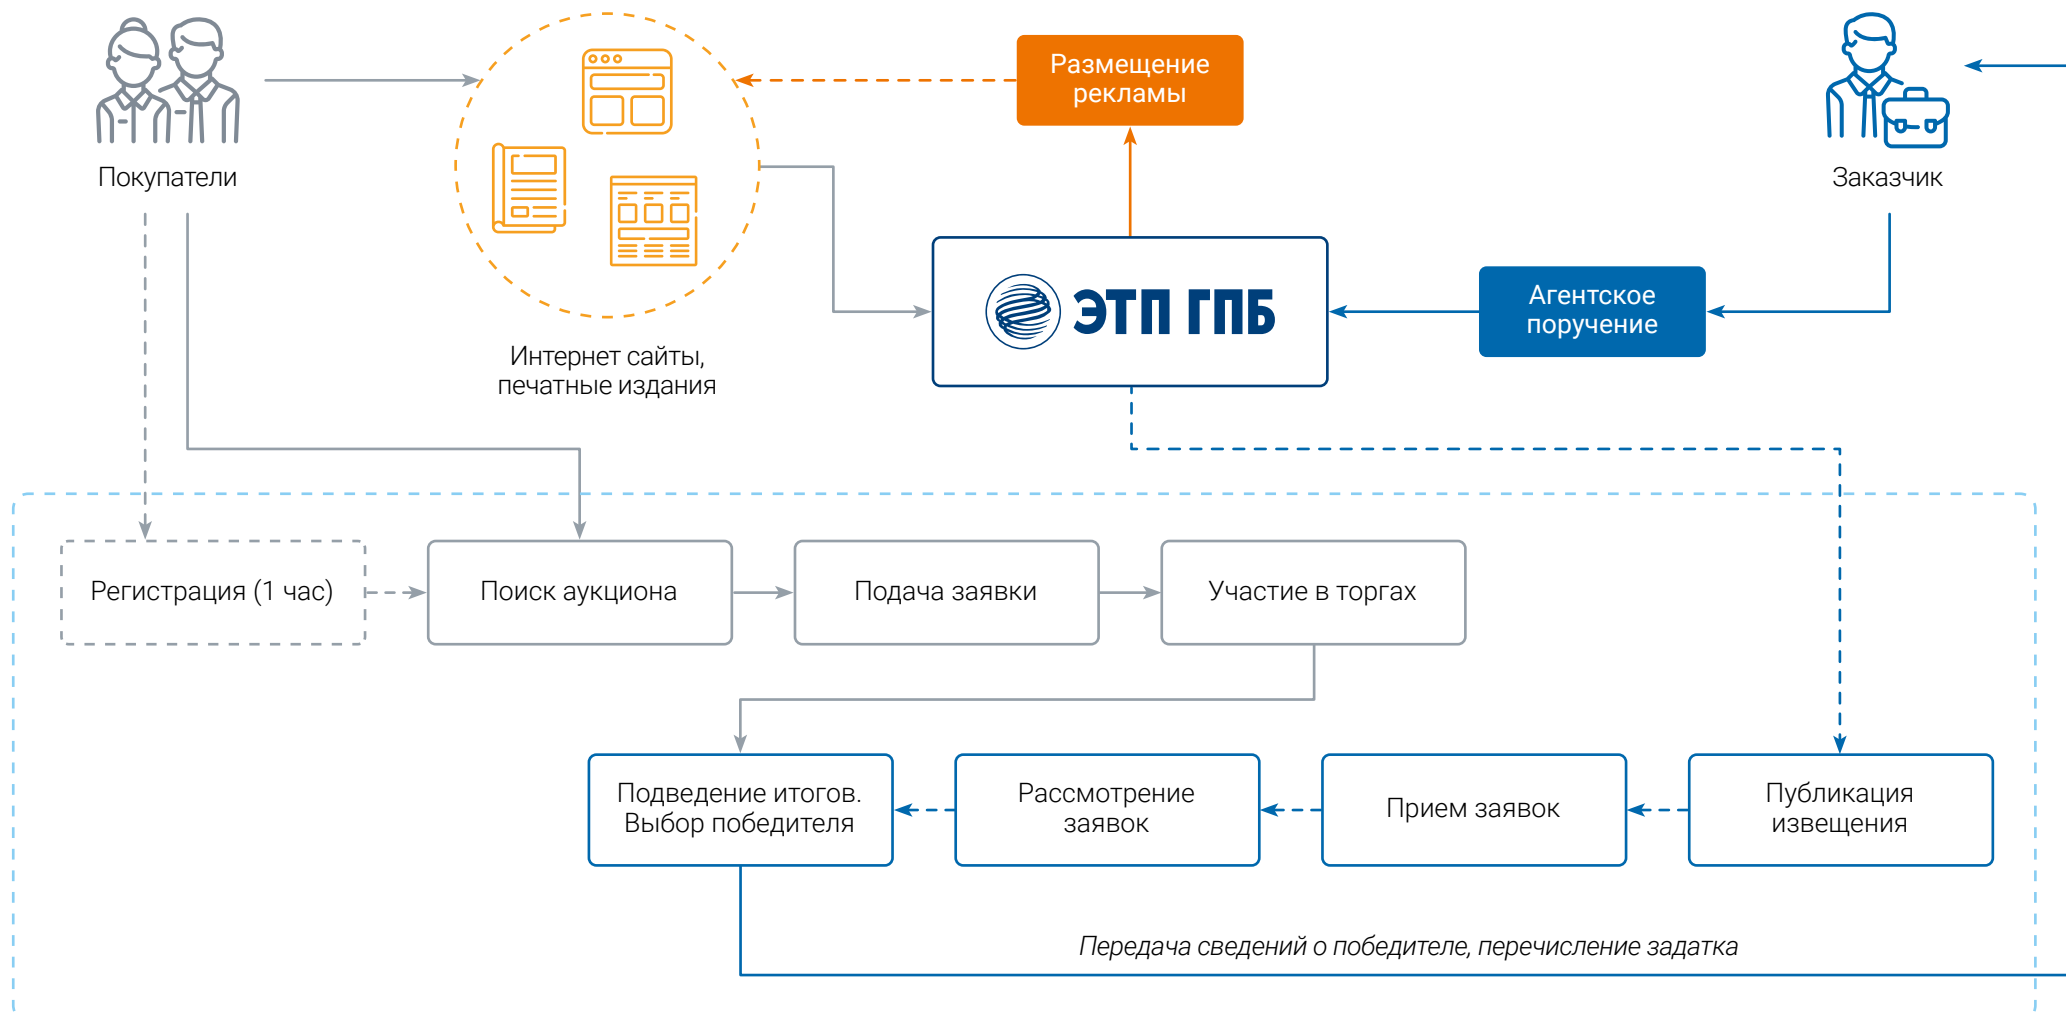 Размещение
рекламы
Покупатели
Заказчик
ЭТП ГПБ
Агентское
поручение
Интернет сайты,
печатные издания
Регистрация (1 час)
Поиск аукциона
Подача заявки
Участие в торгах
Подведение итогов.
Выбор победителя
Рассмотрение
заявок
Прием заявок
Публикация
извещения
Передача сведений о победителе, перечисление задатка